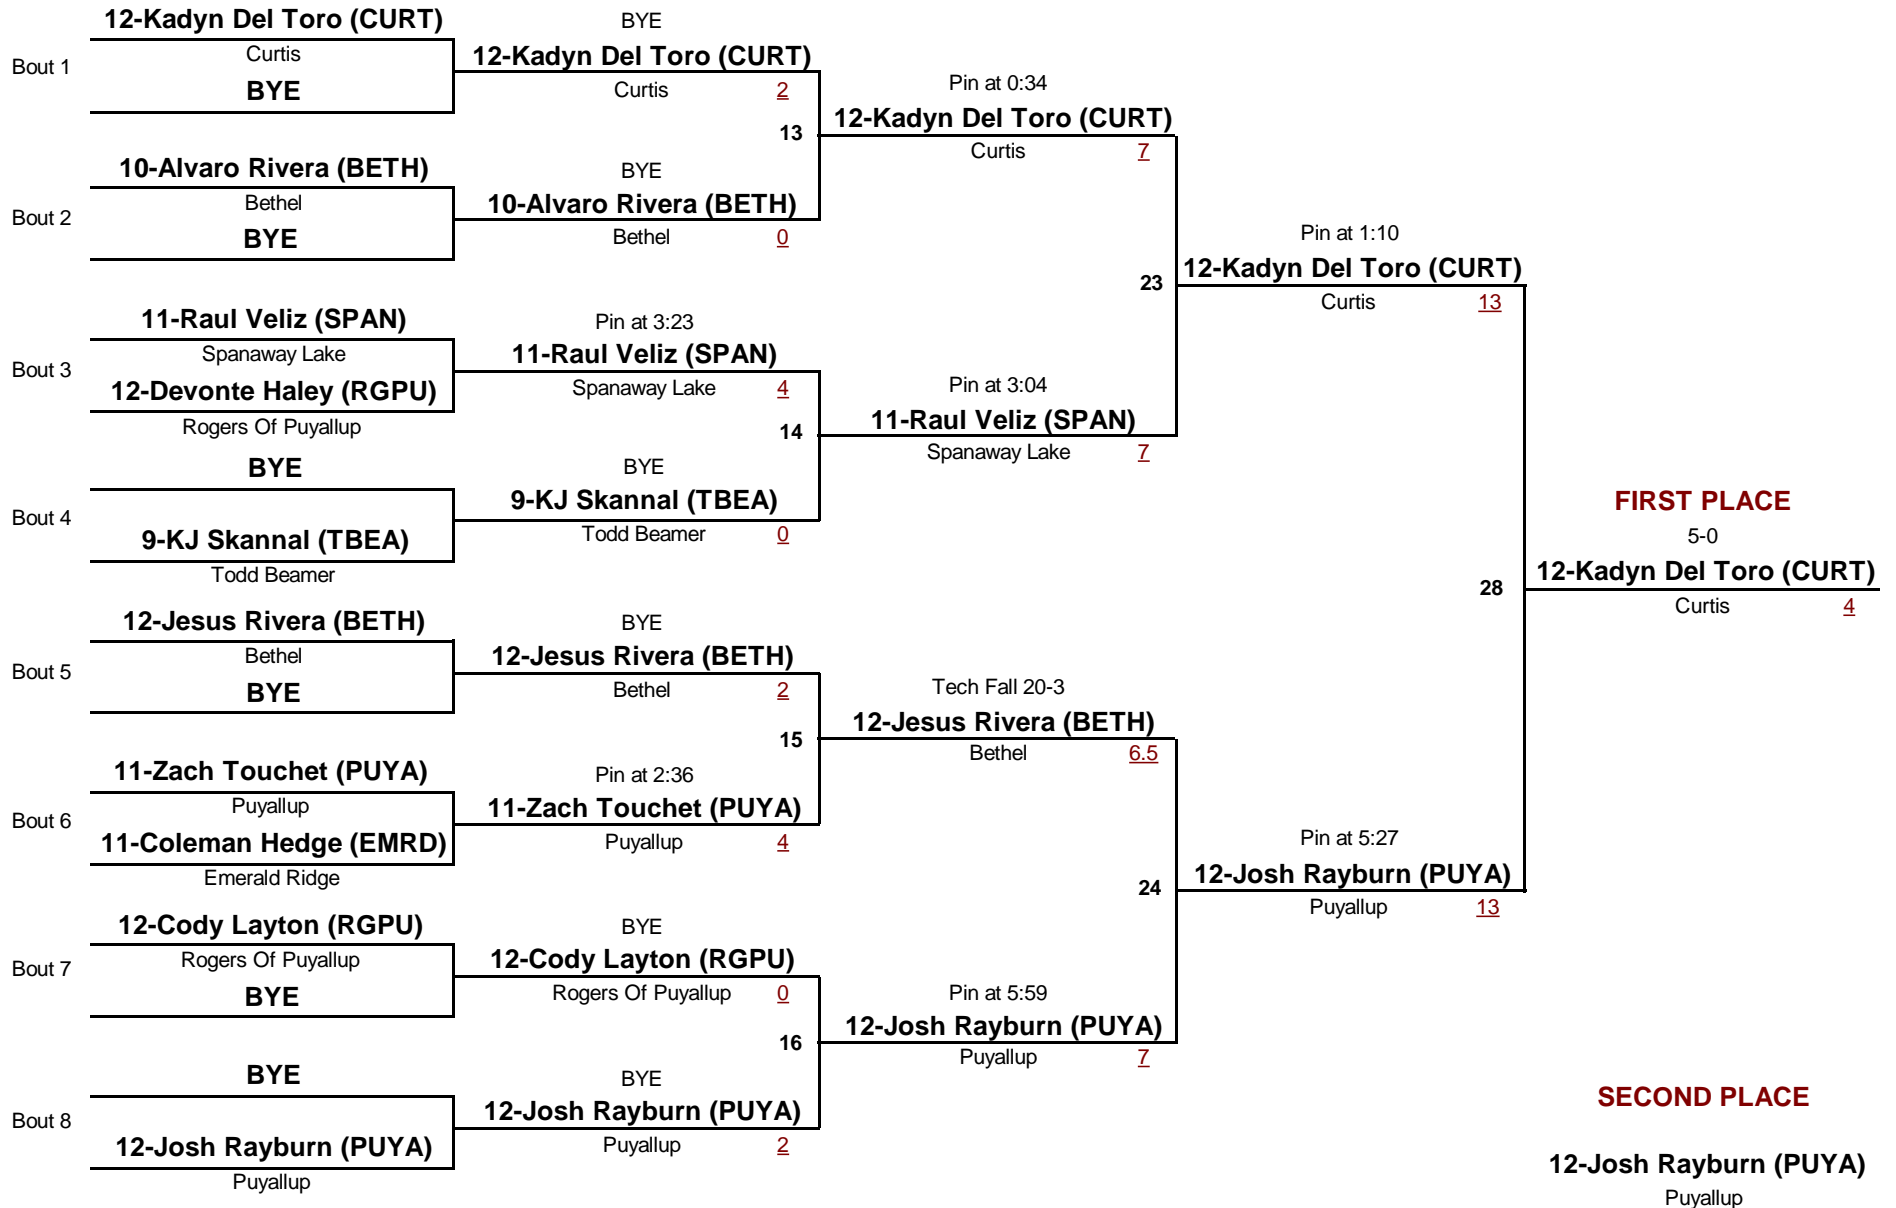 12-Kadyn Del Toro (CURT)
Bout 1
Curtis
BYE
10-Alvaro Rivera (BETH)
Bout 2
Bethel
BYE
11-Raul Veliz (SPAN)
Bout 3
Spanaway Lake
12-Devonte Haley (RGPU)
Rogers Of Puyallup
BYE
Bout 4
9-KJ Skannal (TBEA)
Todd Beamer
12-Jesus Rivera (BETH)
Bout 5
Bethel
BYE
11-Zach Touchet (PUYA)
Bout 6
Puyallup
11-Coleman Hedge (EMRD)
Emerald Ridge
12-Cody Layton (RGPU)
Bout 7
Rogers Of Puyallup
BYE
BYE
Bout 8
12-Josh Rayburn (PUYA)
Puyallup
BYE
12-Kadyn Del Toro (CURT)
Curtis 2
13
BYE
10-Alvaro Rivera (BETH)
Bethel 0
Pin at 3:23
11-Raul Veliz (SPAN)
Spanaway Lake 4
14
BYE
9-KJ Skannal (TBEA)
Todd Beamer 0
BYE
12-Jesus Rivera (BETH)
Bethel 2
15
Pin at 2:36
11-Zach Touchet (PUYA)
Puyallup 4
BYE
12-Cody Layton (RGPU)
Rogers Of Puyallup 0
16
BYE
12-Josh Rayburn (PUYA)
Puyallup 2
Pin at 0:34
12-Kadyn Del Toro (CURT)
Curtis 7
23
Pin at 3:04
11-Raul Veliz (SPAN)
Spanaway Lake 7
Tech Fall 20-3
12-Jesus Rivera (BETH)
Bethel 6.5
24
Pin at 5:59
12-Josh Rayburn (PUYA)
Puyallup 7
Pin at 1:10
12-Kadyn Del Toro (CURT)
Curtis 13
28
Pin at 5:27
12-Josh Rayburn (PUYA)
Puyallup 13
FIRST PLACE
5-0
12-Kadyn Del Toro (CURT)
Curtis 4
SECOND PLACE
12-Josh Rayburn (PUYA)
Puyallup